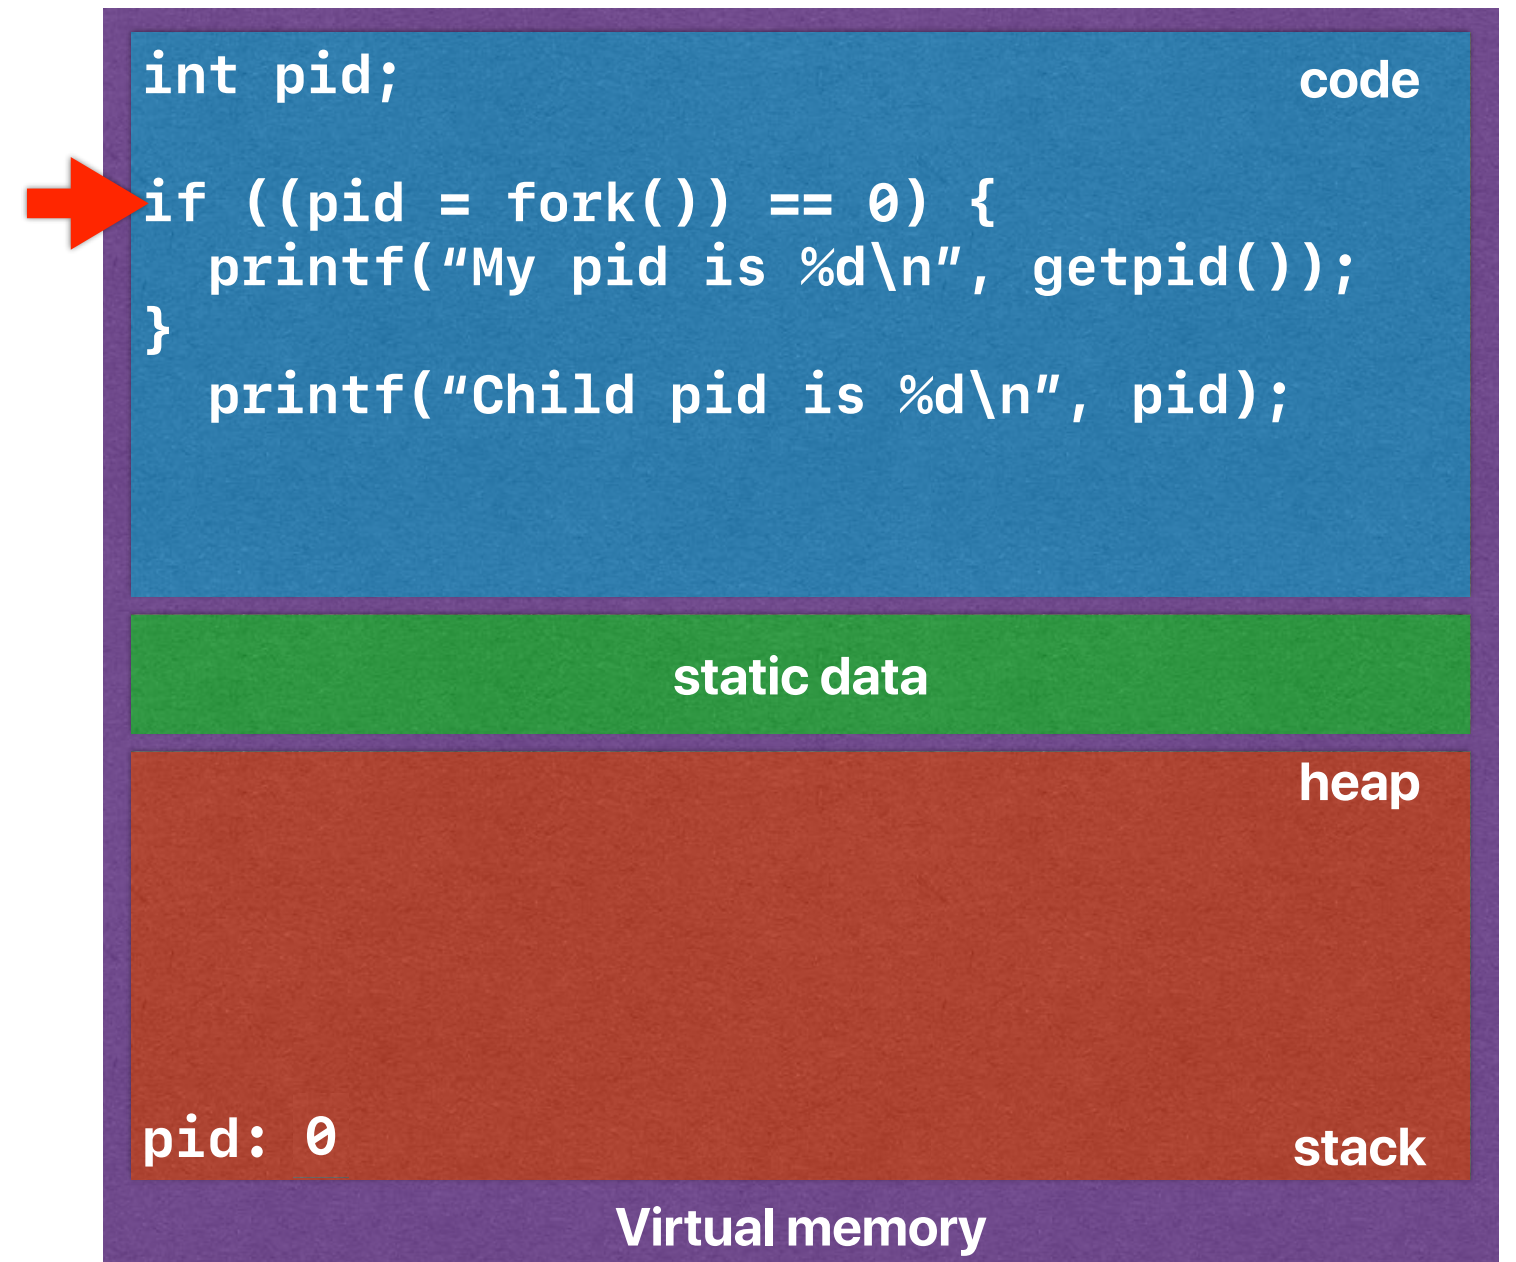 int pid;
code
if ((pid = fork()) == 0) {
  printf(“My pid is %d\n”, getpid());
}
  printf(“Child pid is %d\n”, pid);
static data
heap
pid: 0
stack
Virtual memory